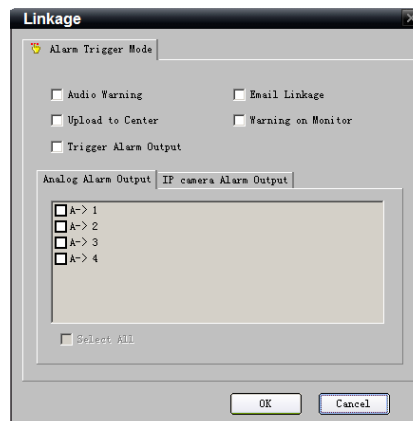 Linkage
Alarm Trigger Mode
Audio Warning
Email Linkage
Upload to Center
Warning on Monitor
Trigger Alarm Output
Analog Alarm Output
IP camera Alarm Output
A-> 1
A-> 2
A-> 3
A-> 4
Select All
OK
Cancel